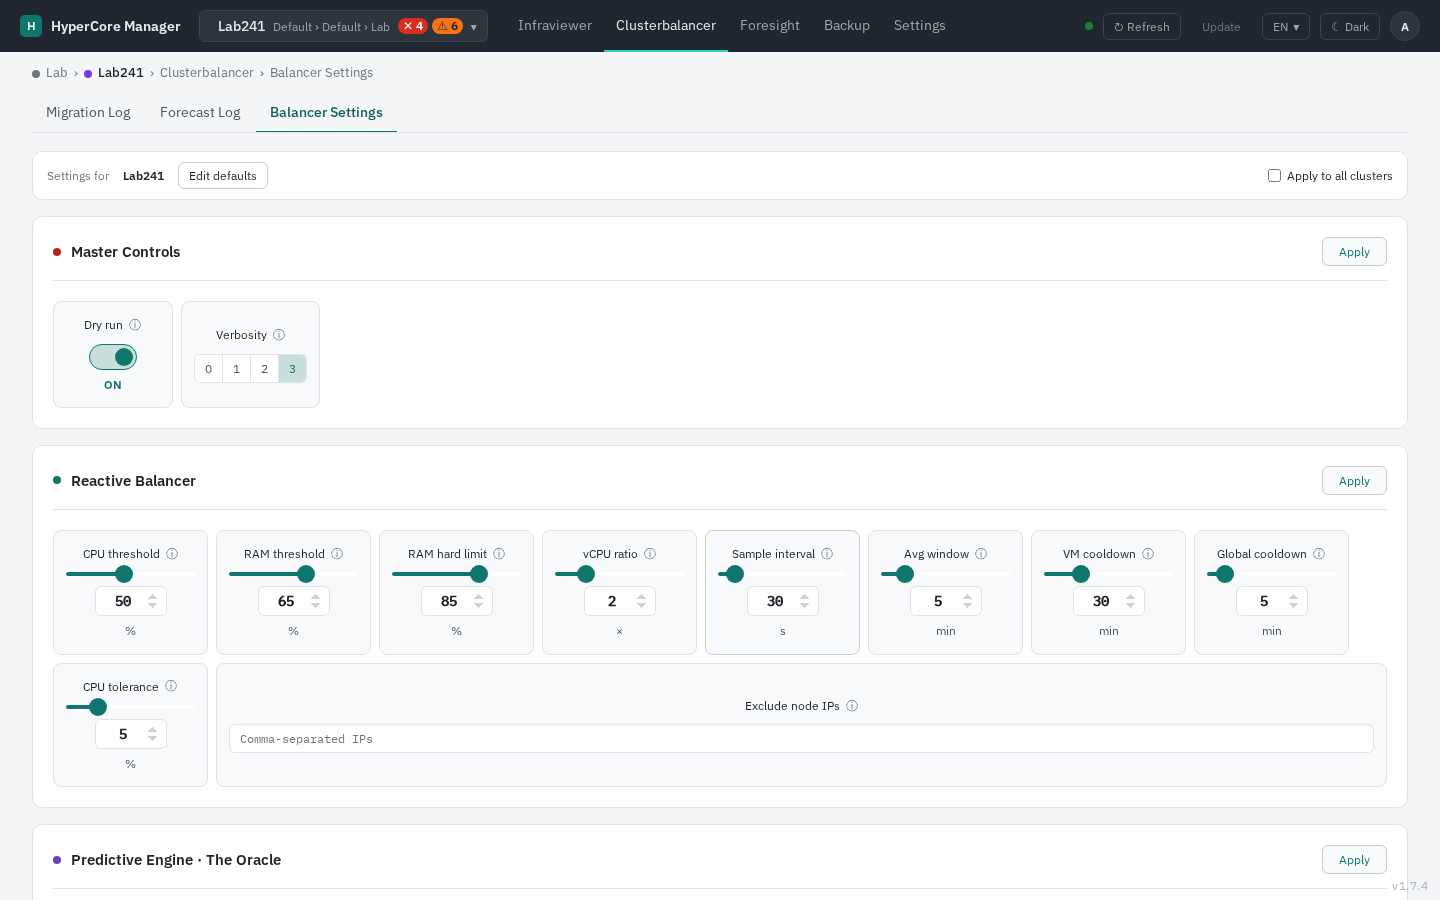 H HyperCore Manager Lab241 Default › Default › Lab ✕ 4 ⚠ 6 ▾ Infraviewer Clusterbalancer Foresight Backup Settings ↻ Refresh Update EN ▾ ☾ Dark A
Lab › Lab241 › Clusterbalancer › Balancer Settings
Migration Log Forecast Log Balancer Settings
Settings for Lab241 Edit defaults Apply to all clusters
Master Controls Apply
Dry run ⓘ
ON
Verbosity ⓘ
0 1 2 3
Reactive Balancer Apply
CPU threshold ⓘ
50
%
RAM threshold ⓘ
65
%
RAM hard limit ⓘ
85
%
vCPU ratio ⓘ
2
×
Sample interval ⓘ
30
s
Avg window ⓘ
5
min
VM cooldown ⓘ
30
min
Global cooldown ⓘ
5
min
CPU tolerance ⓘ
5
%
Exclude node IPs ⓘ
Comma-separated IPs
Predictive Engine · The Oracle Apply
v1.7.4